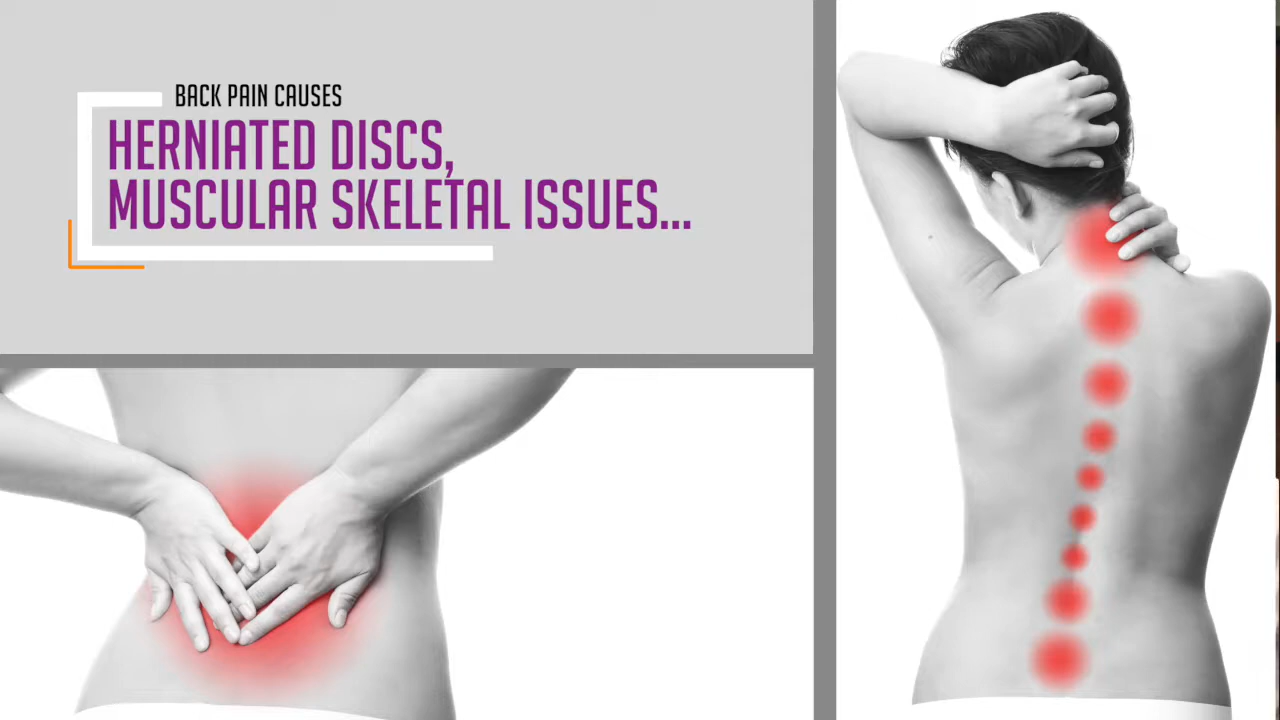 BACK PAIN CAUSES
HERNIATED DISCS,
MUSCULAR SKELETAL ISSUES...